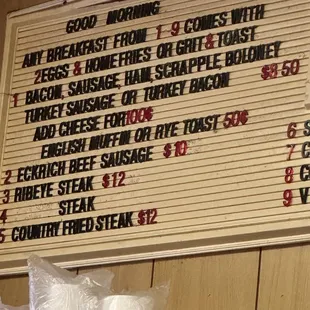 GOOD MORNING
ANY BREAKFAST FROM 1-9 COMES WITH
2 EGGS & HOMEFRIES OR GRIT & TOAST
1 BACON, SAUSAGE, HAM, SCRAPPLE, BOLONEY
TURKEY SAUSAGE OR TURKEY BACON $8 50
ADD CHEESE FOR 100¢
ENGLISH MUFFIN OR RYE TOAST 50¢
2 ECKRICH BEEF SAUSAGE $10
3 RIBEYE STEAK $12
4 STEAK
5 COUNTRY FRIED STEAK $12
6 S
7
8
9 V